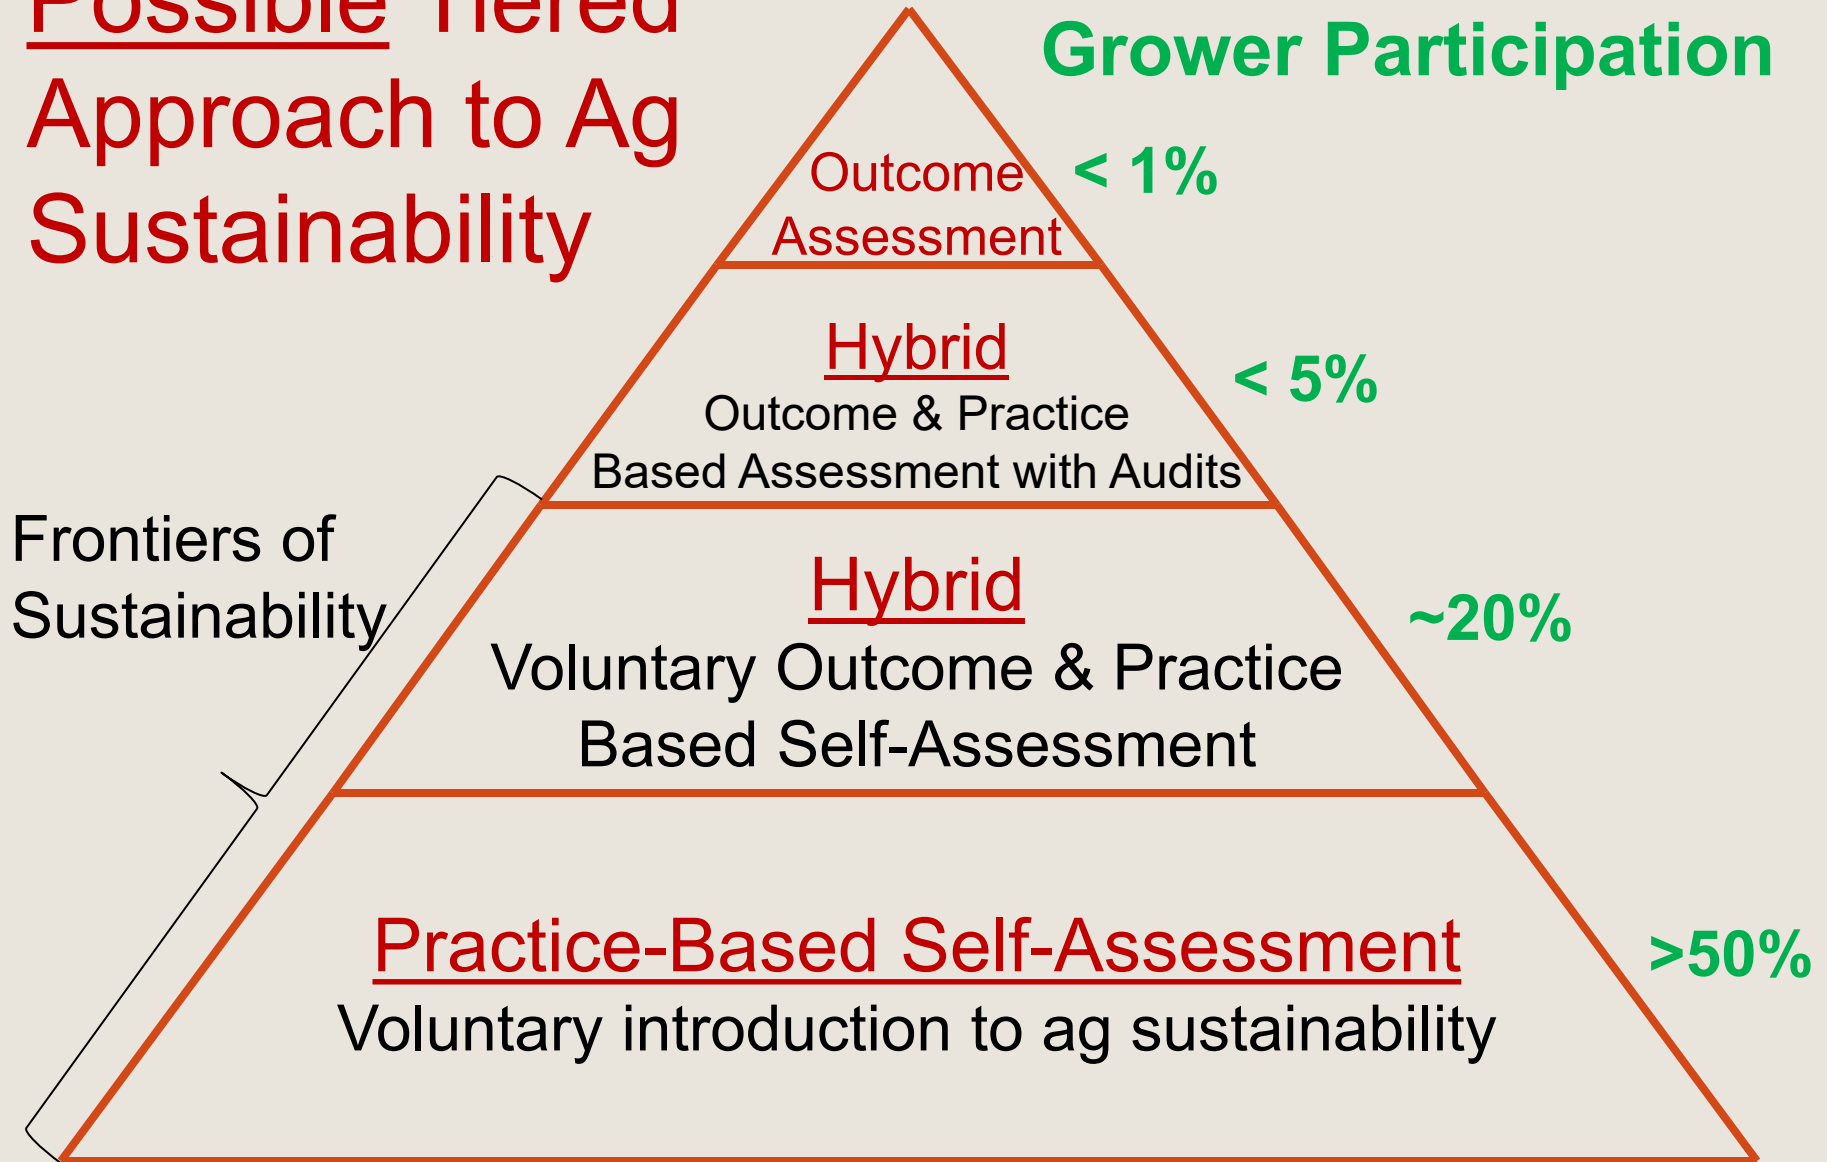 Possible Tiered
Approach to Ag
Sustainability
Grower Participation
Outcome
Assessment
< 1%
Hybrid
Outcome & Practice
Based Assessment with Audits
< 5%
Frontiers of
Sustainability
Hybrid
Voluntary Outcome & Practice
Based Self-Assessment
~20%
Practice-Based Self-Assessment
Voluntary introduction to ag sustainability
>50%